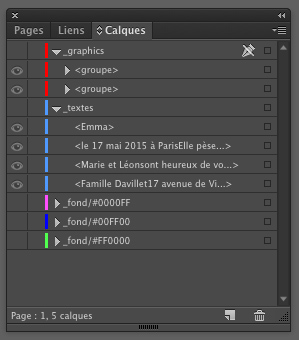 Pages Liens Calques
_graphics
<groupe>
<groupe>
_textes
<Emma>
<le 17 mai 2015 à ParisElle pèse...>
<Marie et Léonsont heureux de vo...>
<Famille Davillet17 avenue de Vi...>
_fond/#0000FF
_fond/#00FF00
_fond/#FF0000
Page : 1, 5 calques